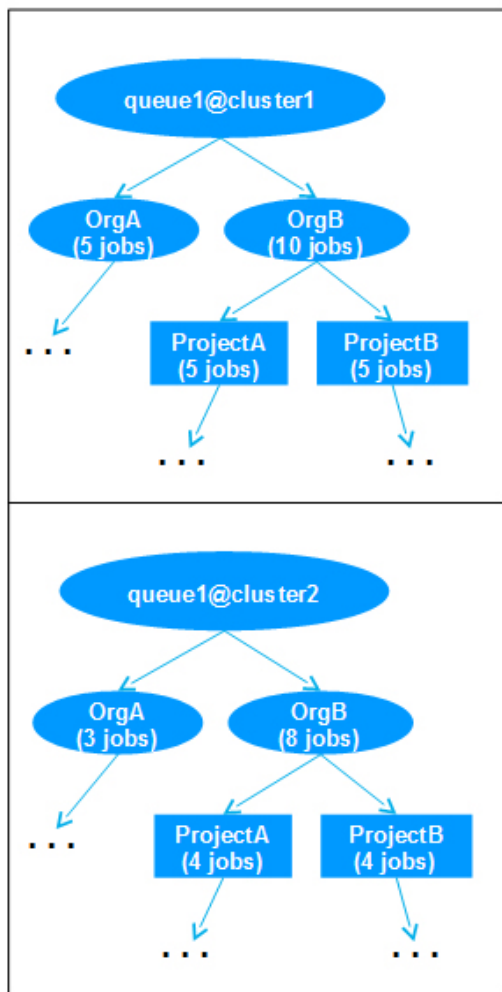 queue1@cluster1
OrgA
(5 jobs)
OrgB
(10 jobs)
. . .
ProjectA
(5 jobs)
ProjectB
(5 jobs)
. . .
. . .
queue1@cluster2
OrgA
(3 jobs)
OrgB
(8 jobs)
. . .
ProjectA
(4 jobs)
ProjectB
(4 jobs)
. . .
. . .